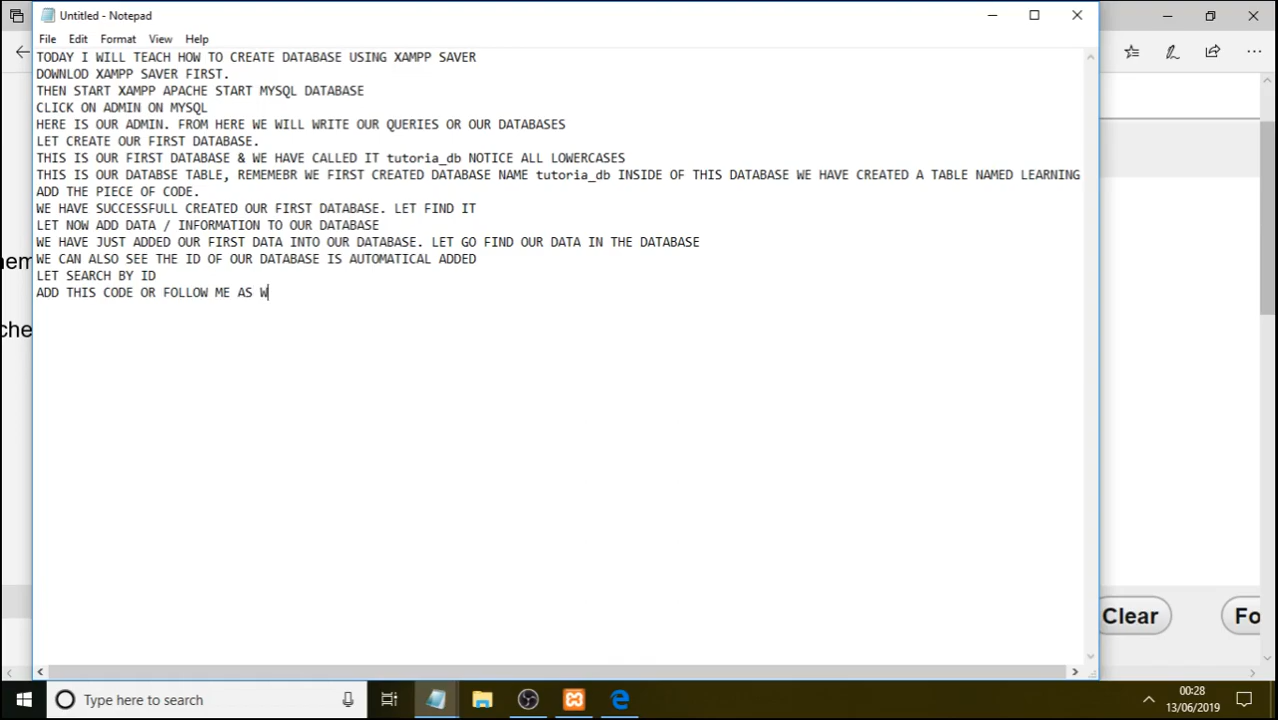 Untitled - Notepad
File Edit Format View Help
TODAY I WILL TEACH HOW TO CREATE DATABASE USING XAMPP SAVER
DOWNLOD XAMPP SAVER FIRST.
THEN START XAMPP APACHE START MYSQL DATABASE
CLICK ON ADMIN ON MYSQL
HERE IS OUR ADMIN. FROM HERE WE WILL WRITE OUR QUERIES OR OUR DATABASES
LET CREATE OUR FIRST DATABASE.
THIS IS OUR FIRST DATABASE & WE HAVE CALLED IT tutoria_db NOTICE ALL LOWERCASES
THIS IS OUR DATABSE TABLE, REMEMEBR WE FIRST CREATED DATABASE NAME tutoria_db INSIDE OF THIS DATABASE WE HAVE CREATED A TABLE NAMED LEARNING
ADD THE PIECE OF CODE.
WE HAVE SUCCESSFULL CREATED OUR FIRST DATABASE. LET FIND IT
LET NOW ADD DATA / INFORMATION TO OUR DATABASE
WE HAVE JUST ADDED OUR FIRST DATA INTO OUR DATABASE. LET GO FIND OUR DATA IN THE DATABASE
WE CAN ALSO SEE THE ID OF OUR DATABASE IS AUTOMATICAL ADDED
LET SEARCH BY ID
ADD THIS CODE OR FOLLOW ME AS W
hem
che
Clear
Fo
Type here to search
00:28
13/06/2019